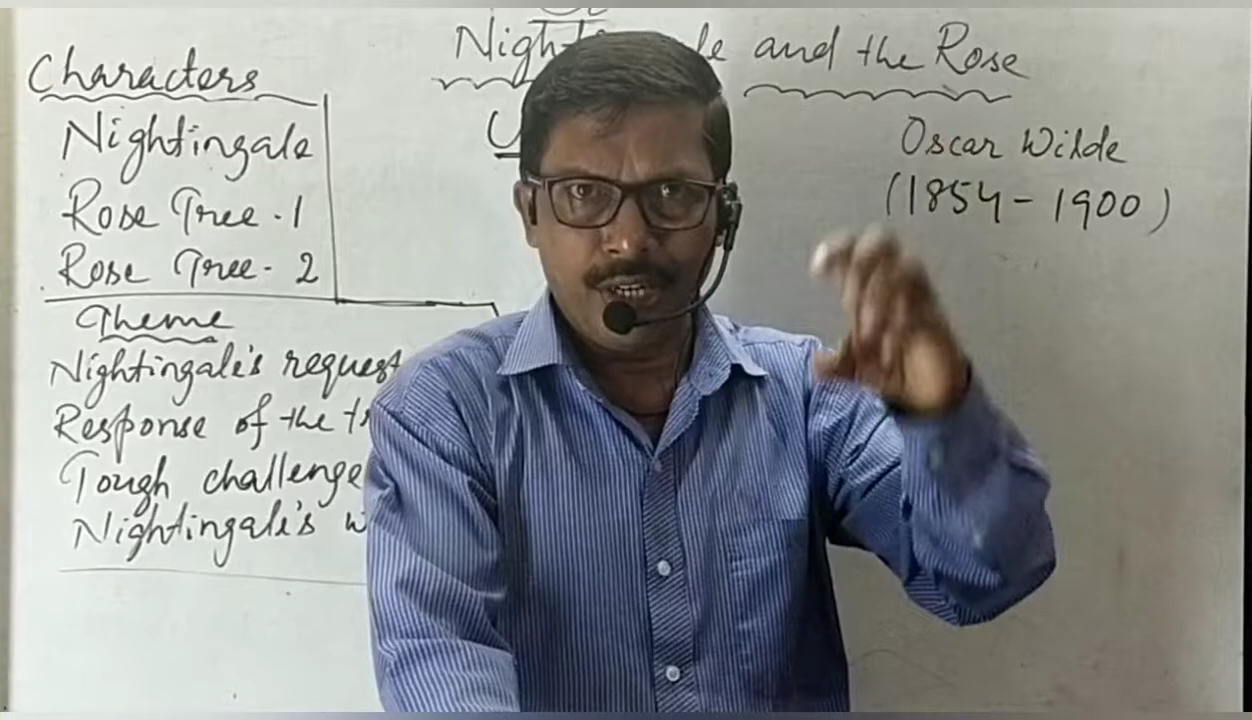 and the Rose
Characters
Oscar Wilde
(1854-1900)
Nightingale
Rose Tree-1
Rose Tree-2
Theme
Nightingale's request
Response of the
Tough challenge
Nightingale's